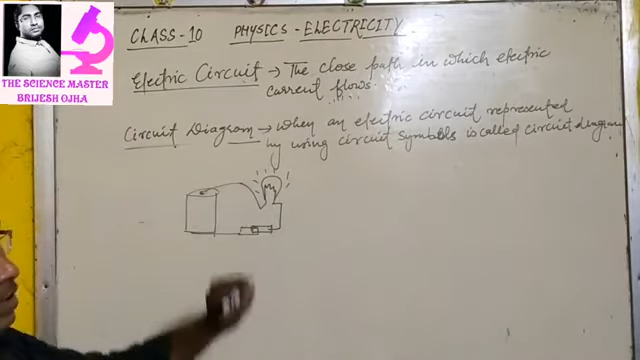 CLASS-10 PHYSICS - ELECTRICITY
THE SCIENCE MASTER
BRIJESH OJHA
Electric Circuit → The close path in which electric
current flows.
Circuit Diagram → When an electric circuit represented
by using circuit symbols is called circuit diagram